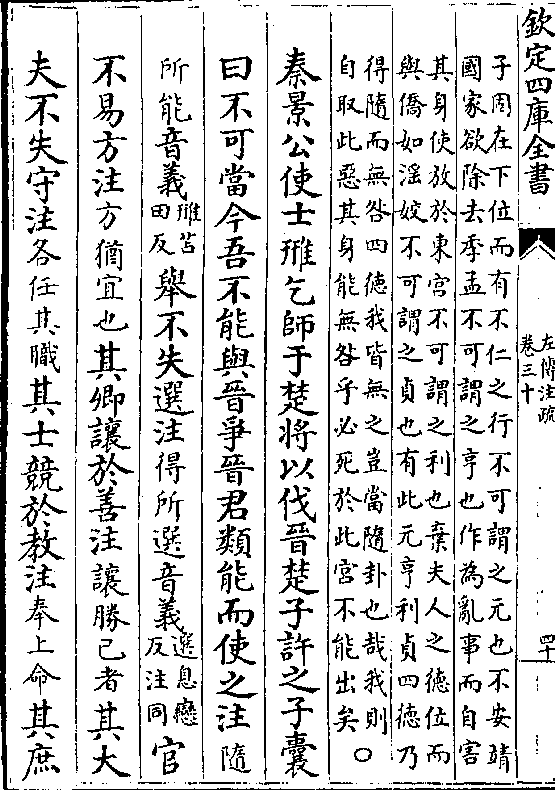 欽定四庫全書
左傳注疏
卷三十
四十
子固在下位而有不仁之行不可謂之元也不安靖
國家欲除去季孟不可謂之亨也作為亂事而自害
其身使放於東宮不可謂之利也棄夫人之德位而
與僑如淫姣不可謂之貞也有此元亨利貞四德乃
得隨而無咎四德我皆無之豈當隨卦也哉我則
自取此惡其身能無咎乎必死於此宮不能出矣○
秦景公使士雃乞師于楚將以伐晉楚子許之子囊
曰不可當今吾不能與晉爭晉君類能而使之注隨
所能音義雃苦田反舉不失選注得所選音義選息戀反注同官
不易方注方猶宜也其卿讓於善注讓勝己者其大
夫不失守注各任其職其士競於教注奉上命其庶